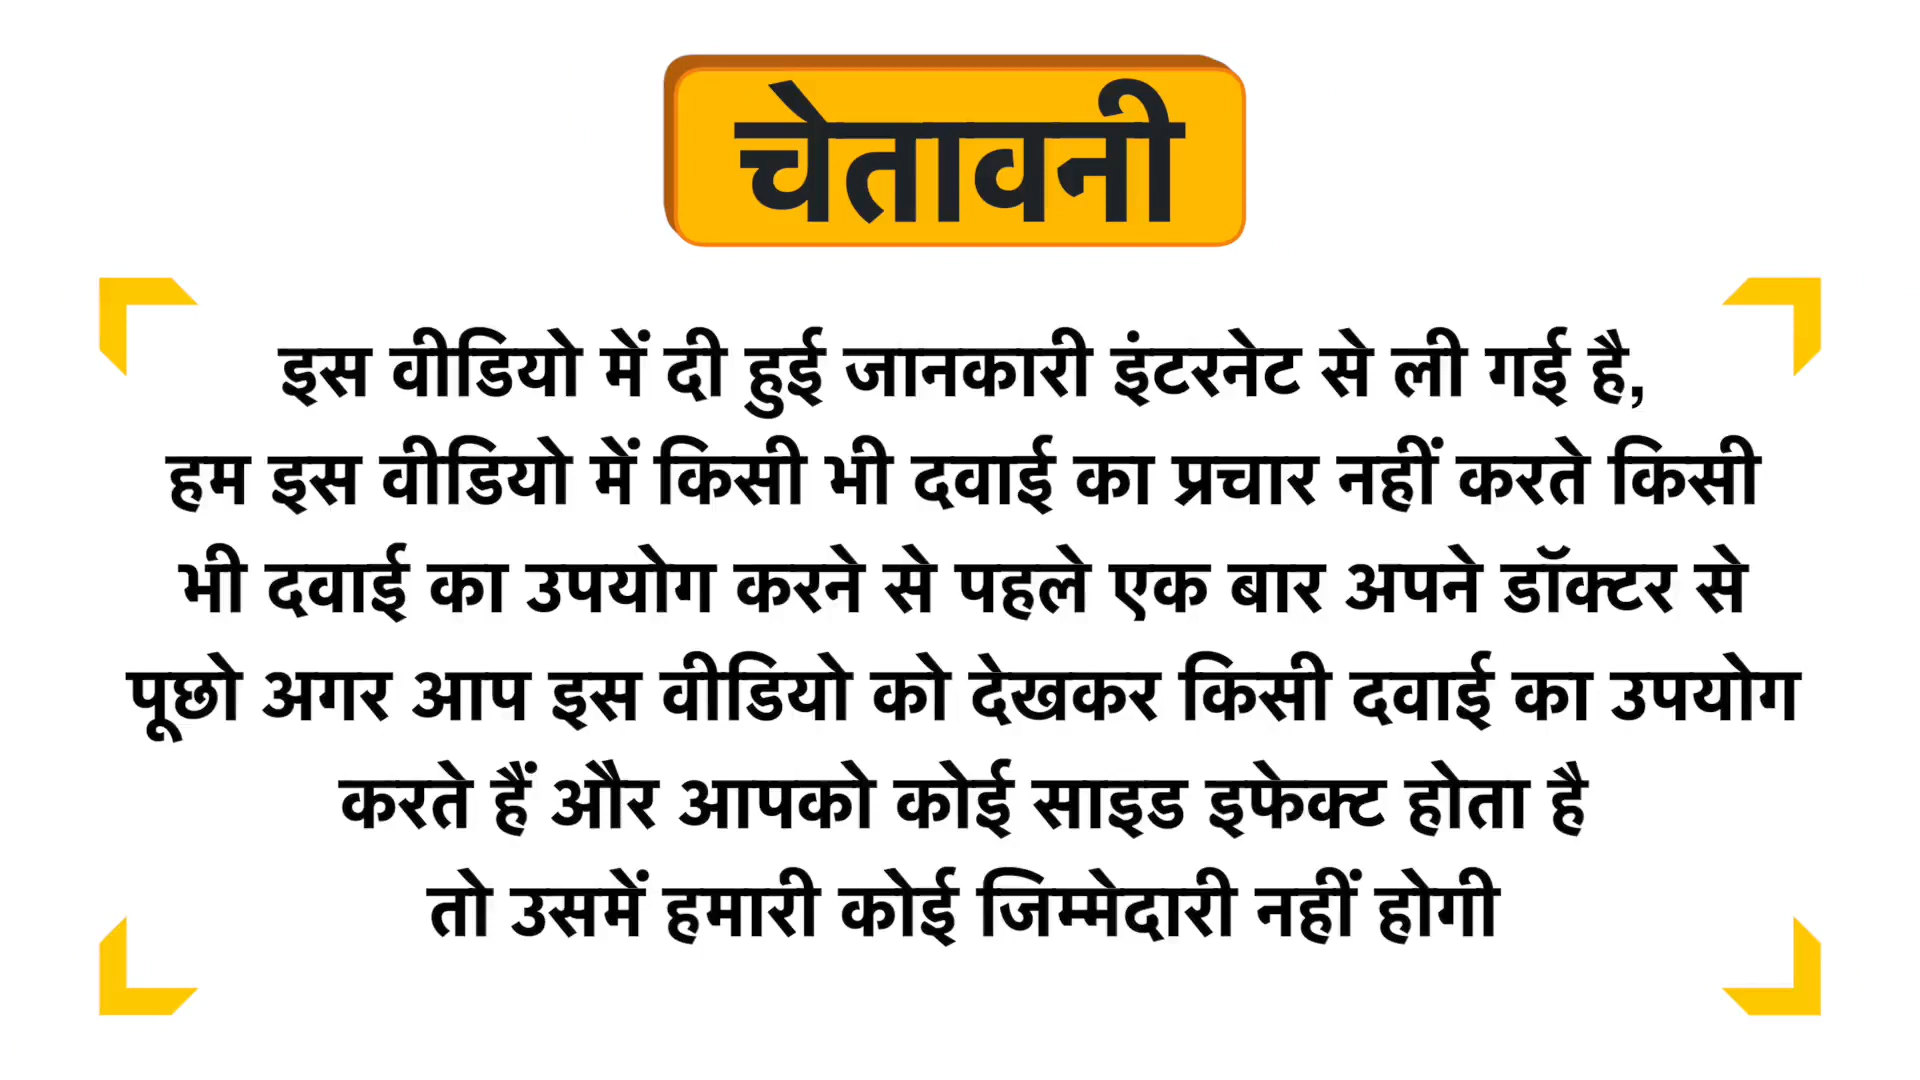 चेतावनी
इस वीडियो में दी हुई जानकारी इंटरनेट से ली गई है,
हम इस वीडियो में किसी भी दवाई का प्रचार नहीं करते किसी
भी दवाई का उपयोग करने से पहले एक बार अपने डॉक्टर से
पूछो अगर आप इस वीडियो को देखकर किसी दवाई का उपयोग
करते हैं और आपको कोई साइड इफेक्ट होता है
तो उसमें हमारी कोई जिम्मेदारी नहीं होगी